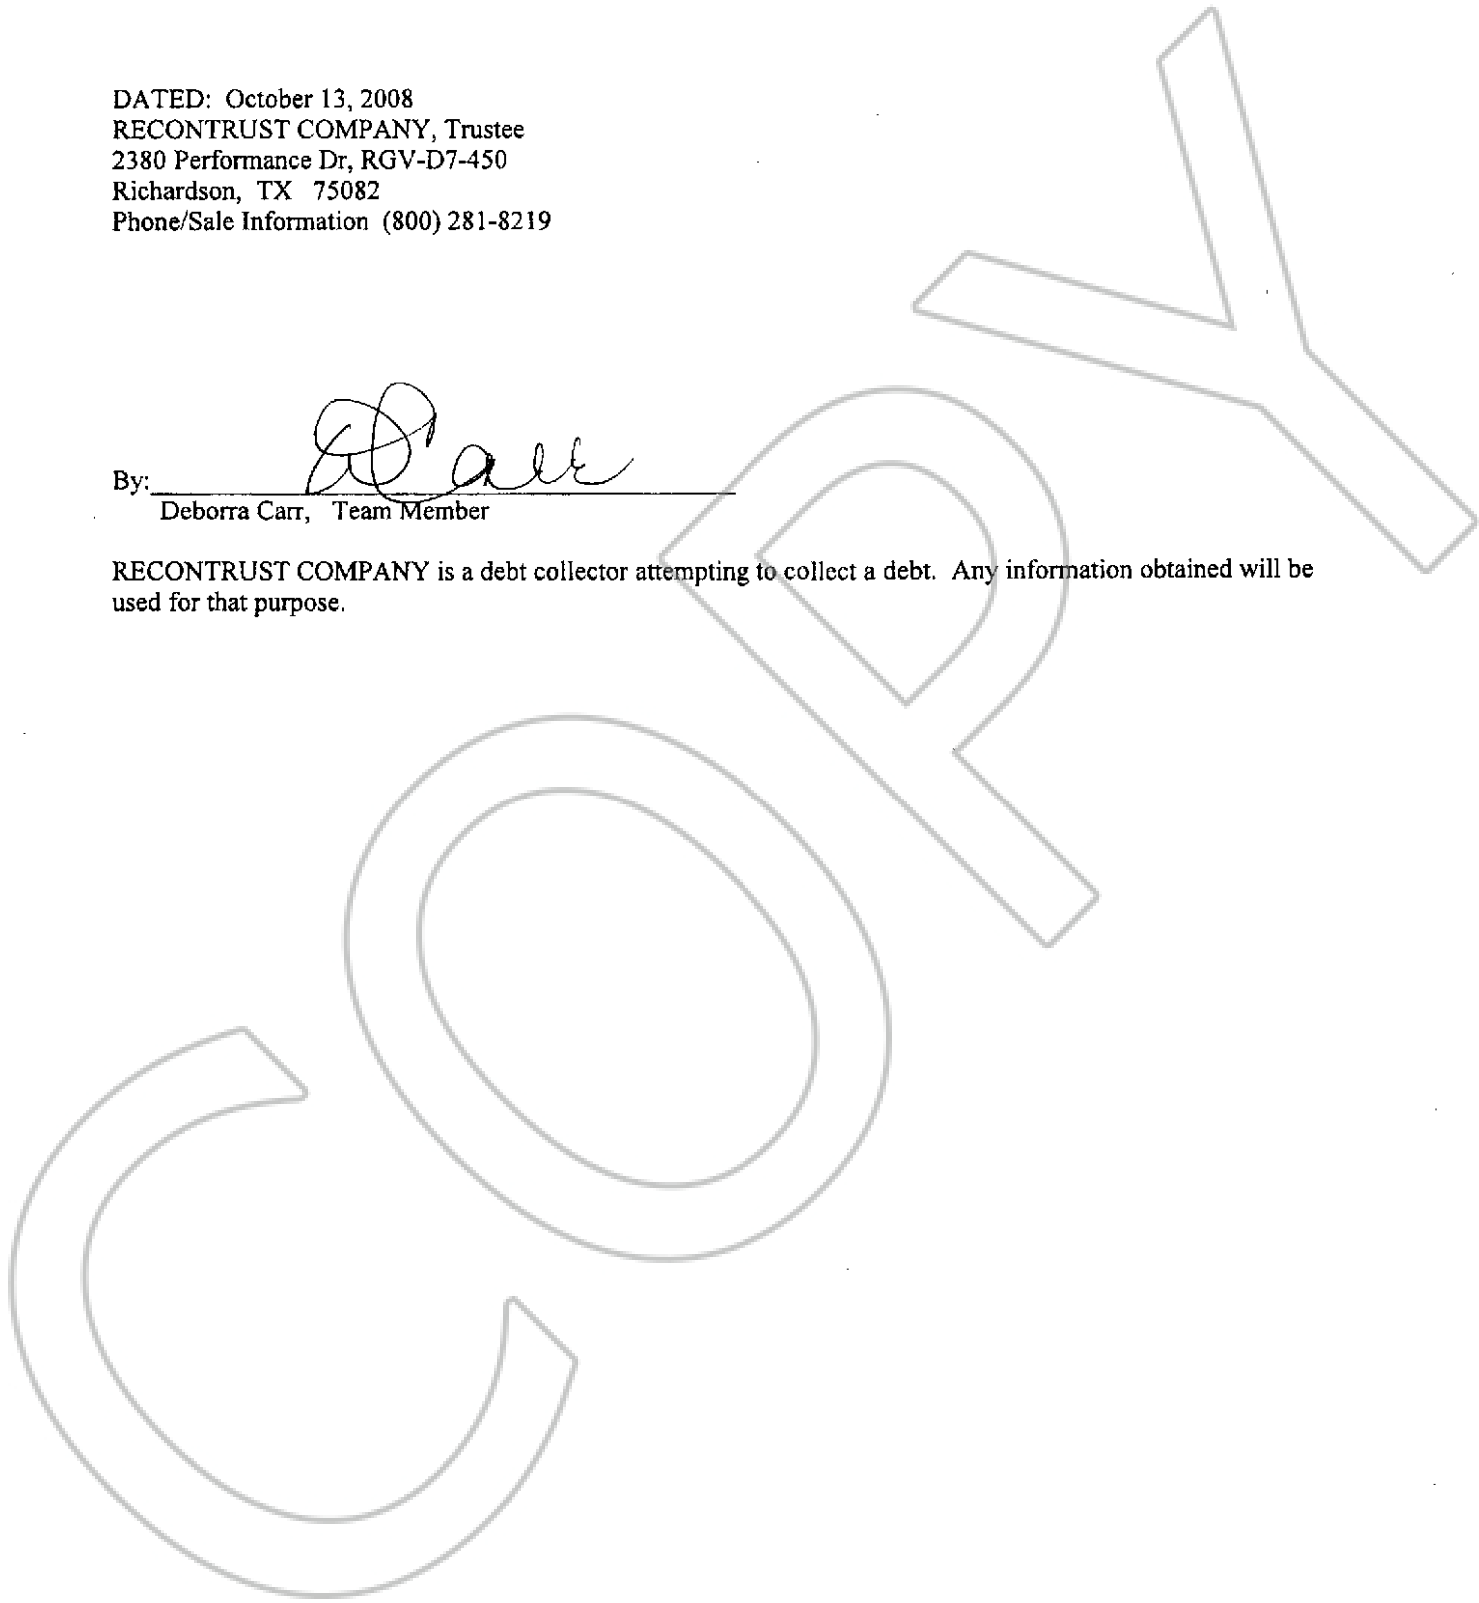 DATED: October 13, 2008
RECONTRUST COMPANY, Trustee
2380 Performance Dr, RGV-D7-450
Richardson, TX 75082
Phone/Sale Information (800) 281-8219
By: D Carr
Deborra Carr, Team Member
RECONTRUST COMPANY is a debt collector attempting to collect a debt. Any information obtained will be
used for that purpose.
COPY